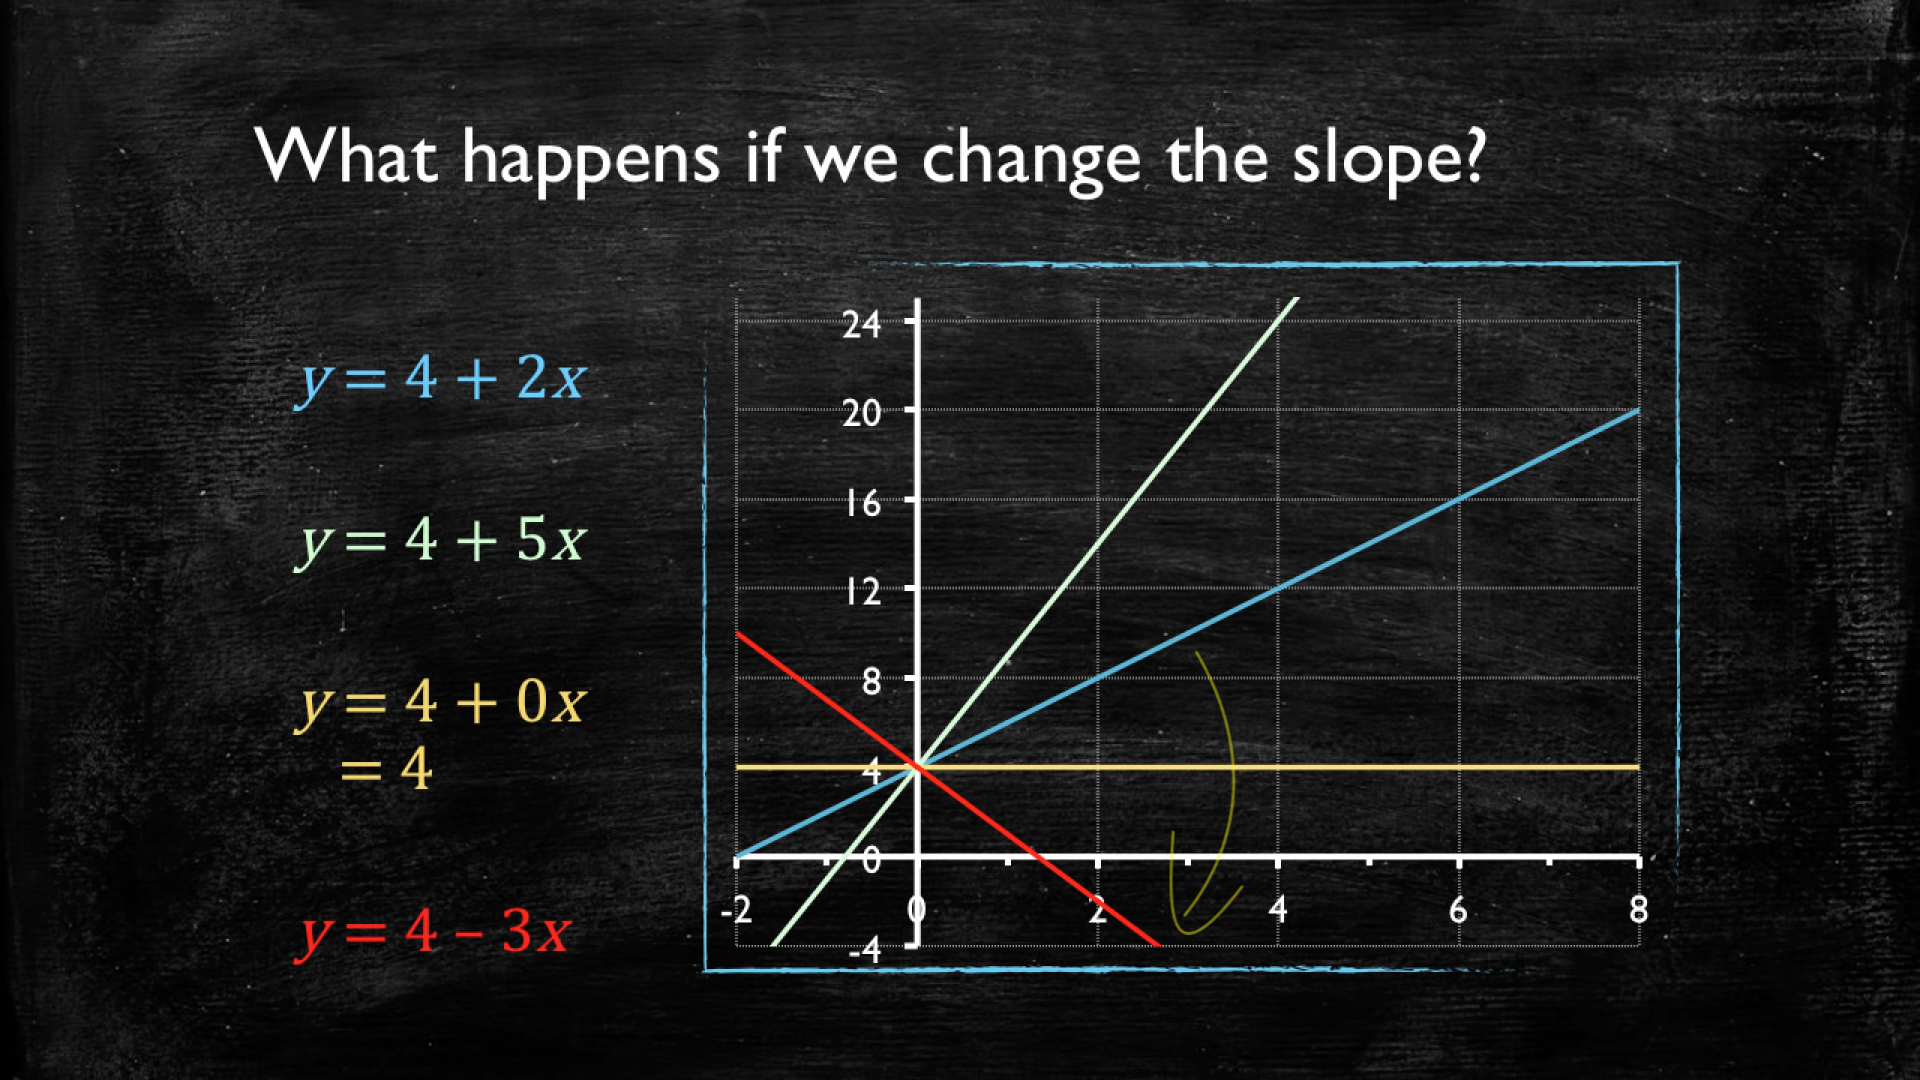 What happens if we change the slope?
y = 4 + 2x
y = 4 + 5x
y = 4 + 0x
= 4
y = 4 – 3x
24
20
16
12
8
4
0
-2 0 2 4 6 8
-4